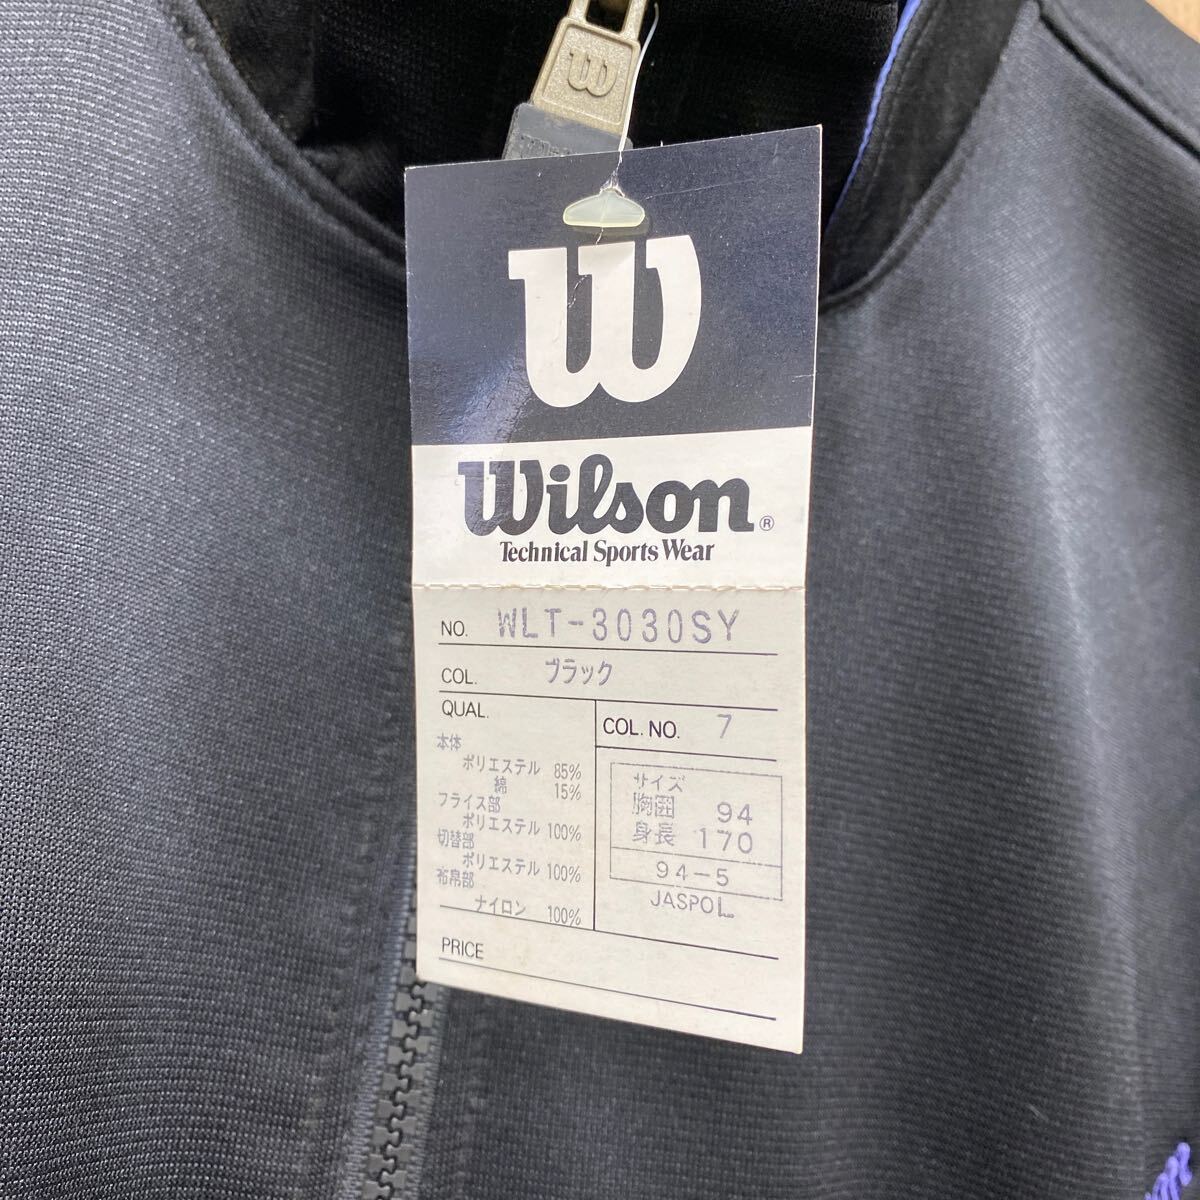 W
W
Wilson®
Technical Sports Wear
NO. WLT-3030SY
COL. ブラック
QUAL.
COL. NO. 7
本体
ポリエステル 85%
綿 15%
フライス部
ポリエステル 100%
切替部
ポリエステル 100%
布帛部
ナイロン 100%
サイズ
胸囲 94
身長 170
94-5
JASPOL
PRICE